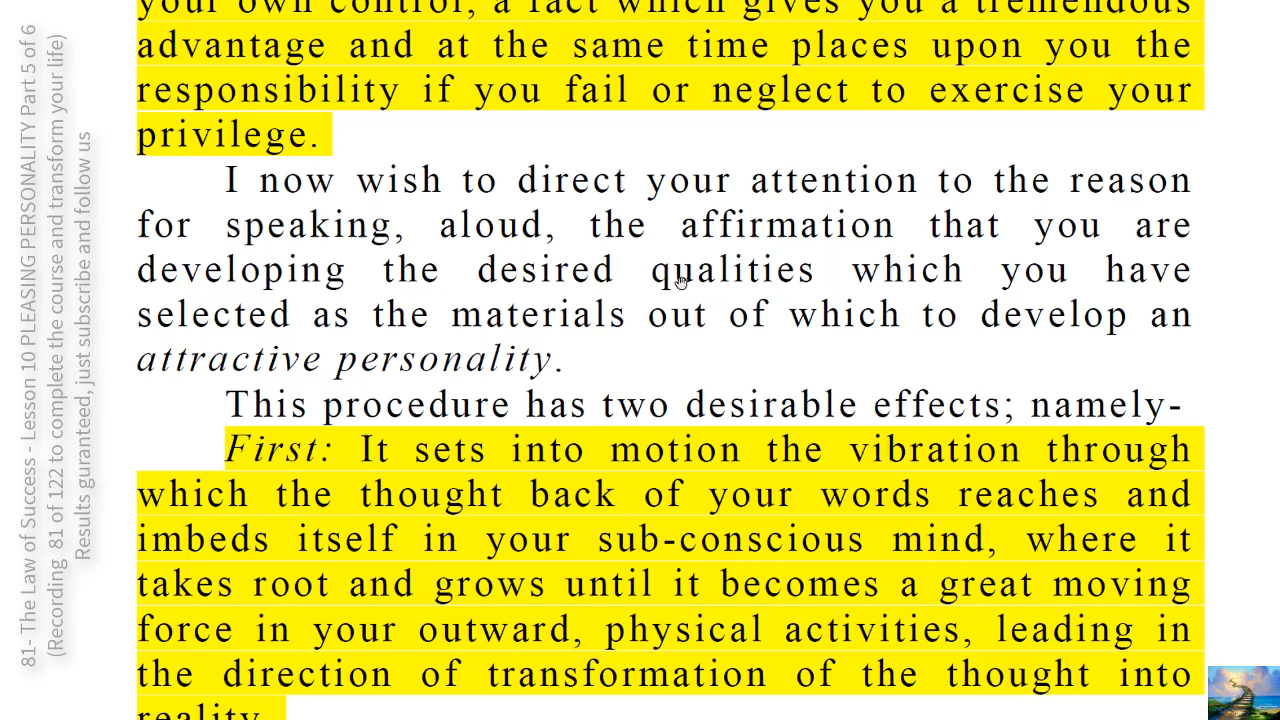 your own control, a fact which gives you a tremendous
advantage and at the same time places upon you the
responsibility if you fail or neglect to exercise your
privilege.
I now wish to direct your attention to the reason
for speaking, aloud, the affirmation that you are
developing the desired qualities which you have
selected as the materials out of which to develop an
attractive personality.
This procedure has two desirable effects; namely-
First: It sets into motion the vibration through
which the thought back of your words reaches and
imbeds itself in your sub-conscious mind, where it
takes root and grows until it becomes a great moving
force in your outward, physical activities, leading in
the direction of transformation of the thought into
reality.
81- The Law of Success - Lesson 10 PLEASING PERSONALITY Part 5 of 6
(Recording 81 of 122 to complete the course and transform your life)
Results guranted, just subscribe and follow us